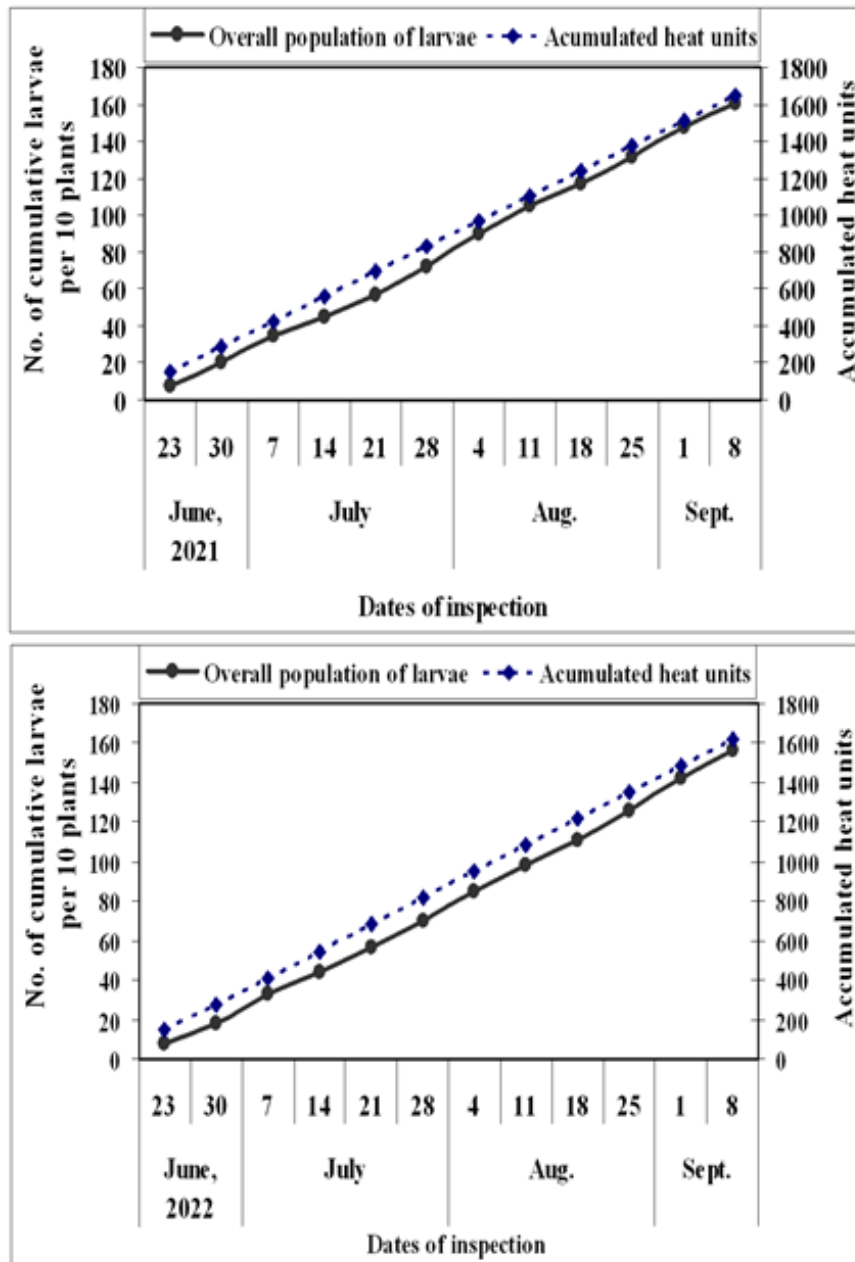 Overall population of larvae Acumulated heat units
No. of cumulative larvae
per 10 plants
180 1800
160 1600
140 1400
120 1200
100 1000
80 800
60 600
40 400
20 200
0 0
Accumulated heat units
23 30 7 14 21 28 4 11 18 25 1 8
June, July Aug. Sept.
2021
Dates of inspection
Overall population of larvae Acumulated heat units
No. of cumulative larvae
per 10 plants
180 1800
160 1600
140 1400
120 1200
100 1000
80 800
60 600
40 400
20 200
0 0
Accumulated heat units
23 30 7 14 21 28 4 11 18 25 1 8
June, July Aug. Sept.
2022
Dates of inspection